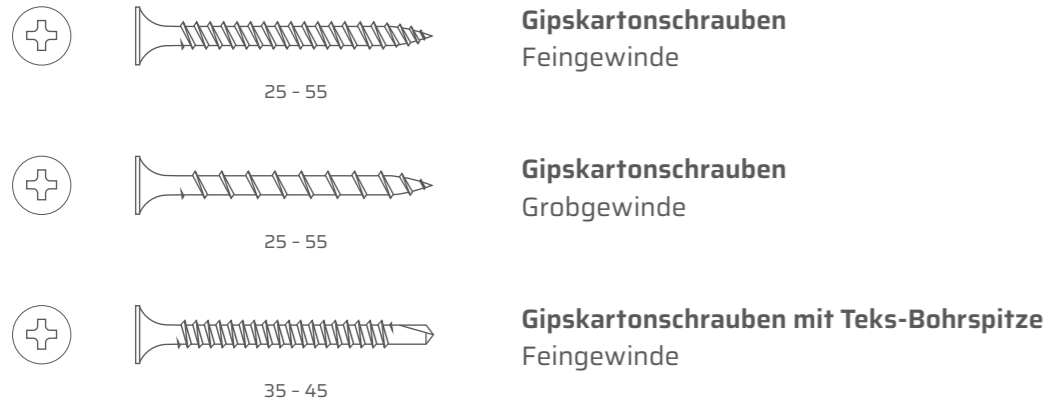 Gipskartonschrauben
Feingewinde
25 – 55
Gipskartonschrauben
Grobgewinde
25 – 55
Gipskartonschrauben mit Teks-Bohrspitze
Feingewinde
35 – 45